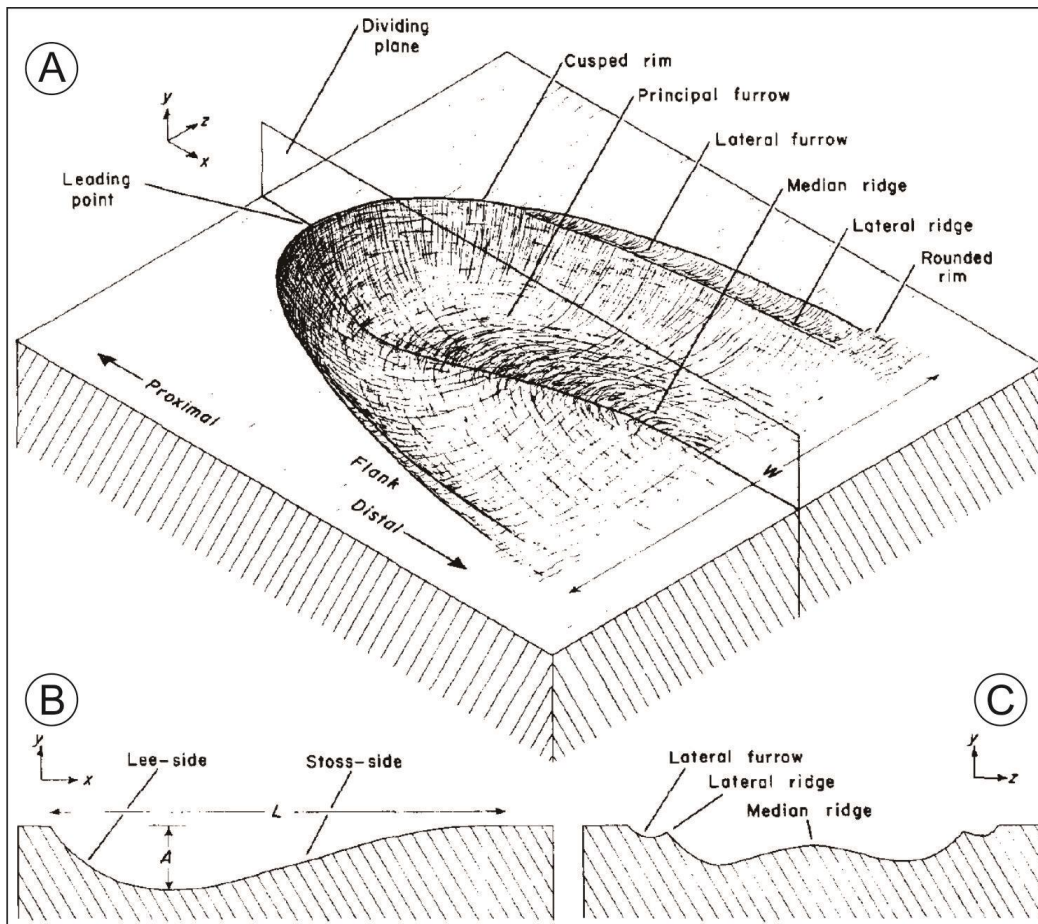 A
Dividing
plane
Cusped rim
Principal furrow
Lateral furrow
Median ridge
Lateral ridge
Rounded
rim
y
z
x
Leading
point
Proximal
Flank
Distal
W
B
y
x
Lee-side
Stoss-side
L
A
C
y
z
Lateral furrow
Lateral ridge
Median ridge